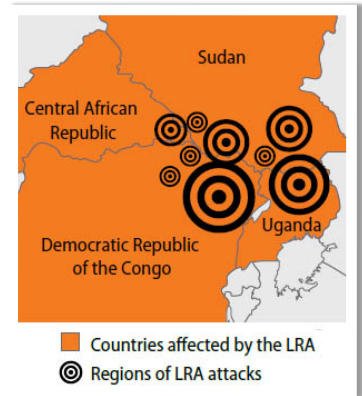 Sudan
Central African
Republic
Uganda
Democratic Republic
of the Congo
Countries affected by the LRA
Regions of LRA attacks